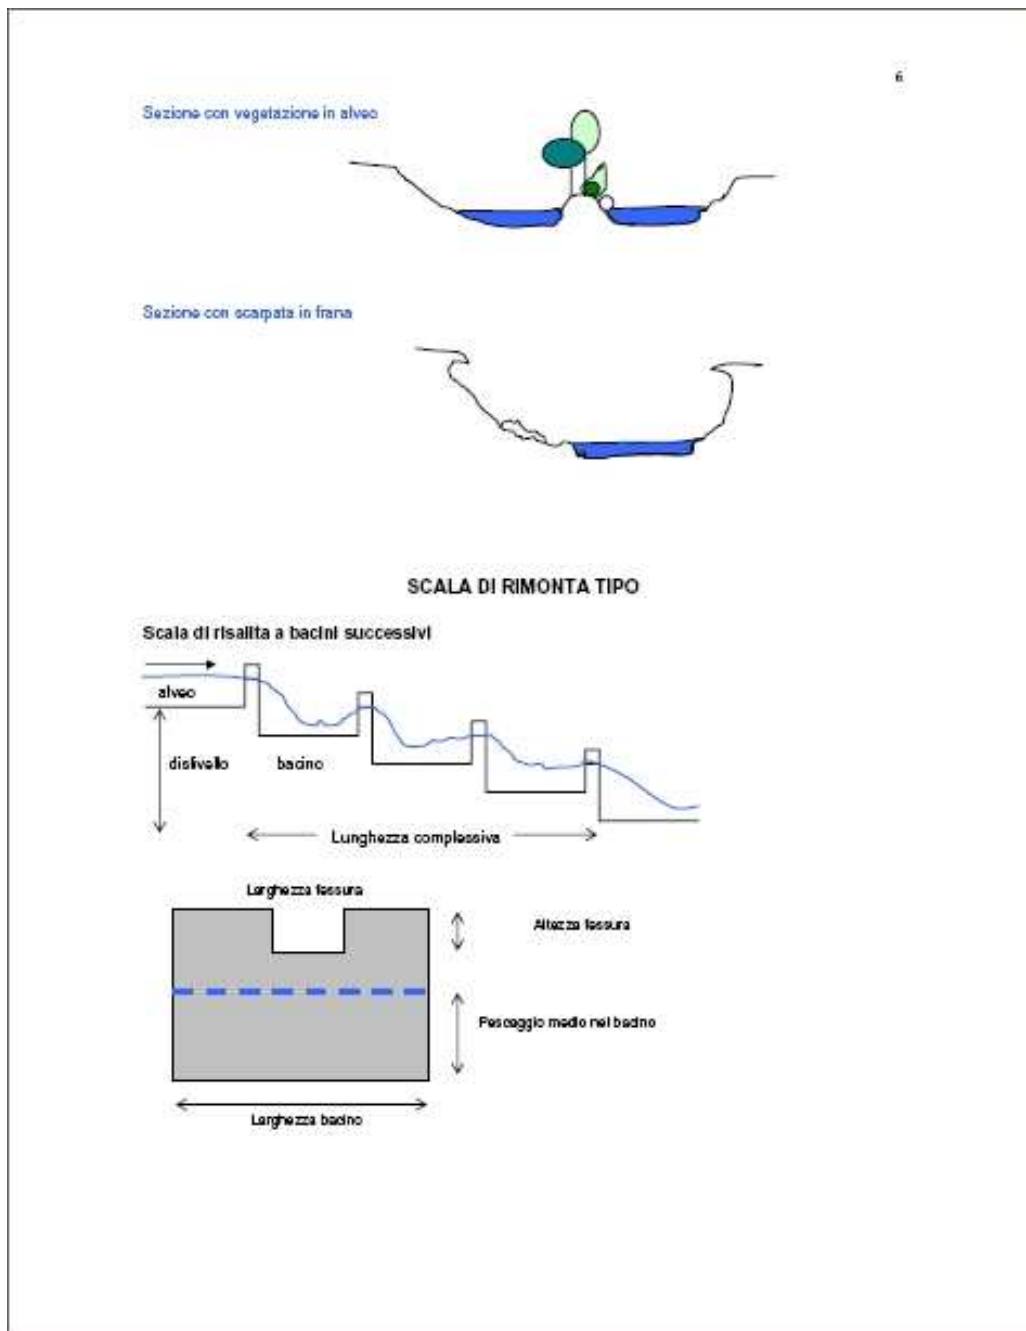 6
Sezione con vegetazione in alveo
Sezione con scarpata in frana
SCALA DI RIMONTA TIPO
Scala di risalita a bacini successivi
alveo
dislivello
bacino
Lunghezza complessiva
Larghezza fessura
Altezza fessura
Pescaggio medio nel bacino
Larghezza bacino